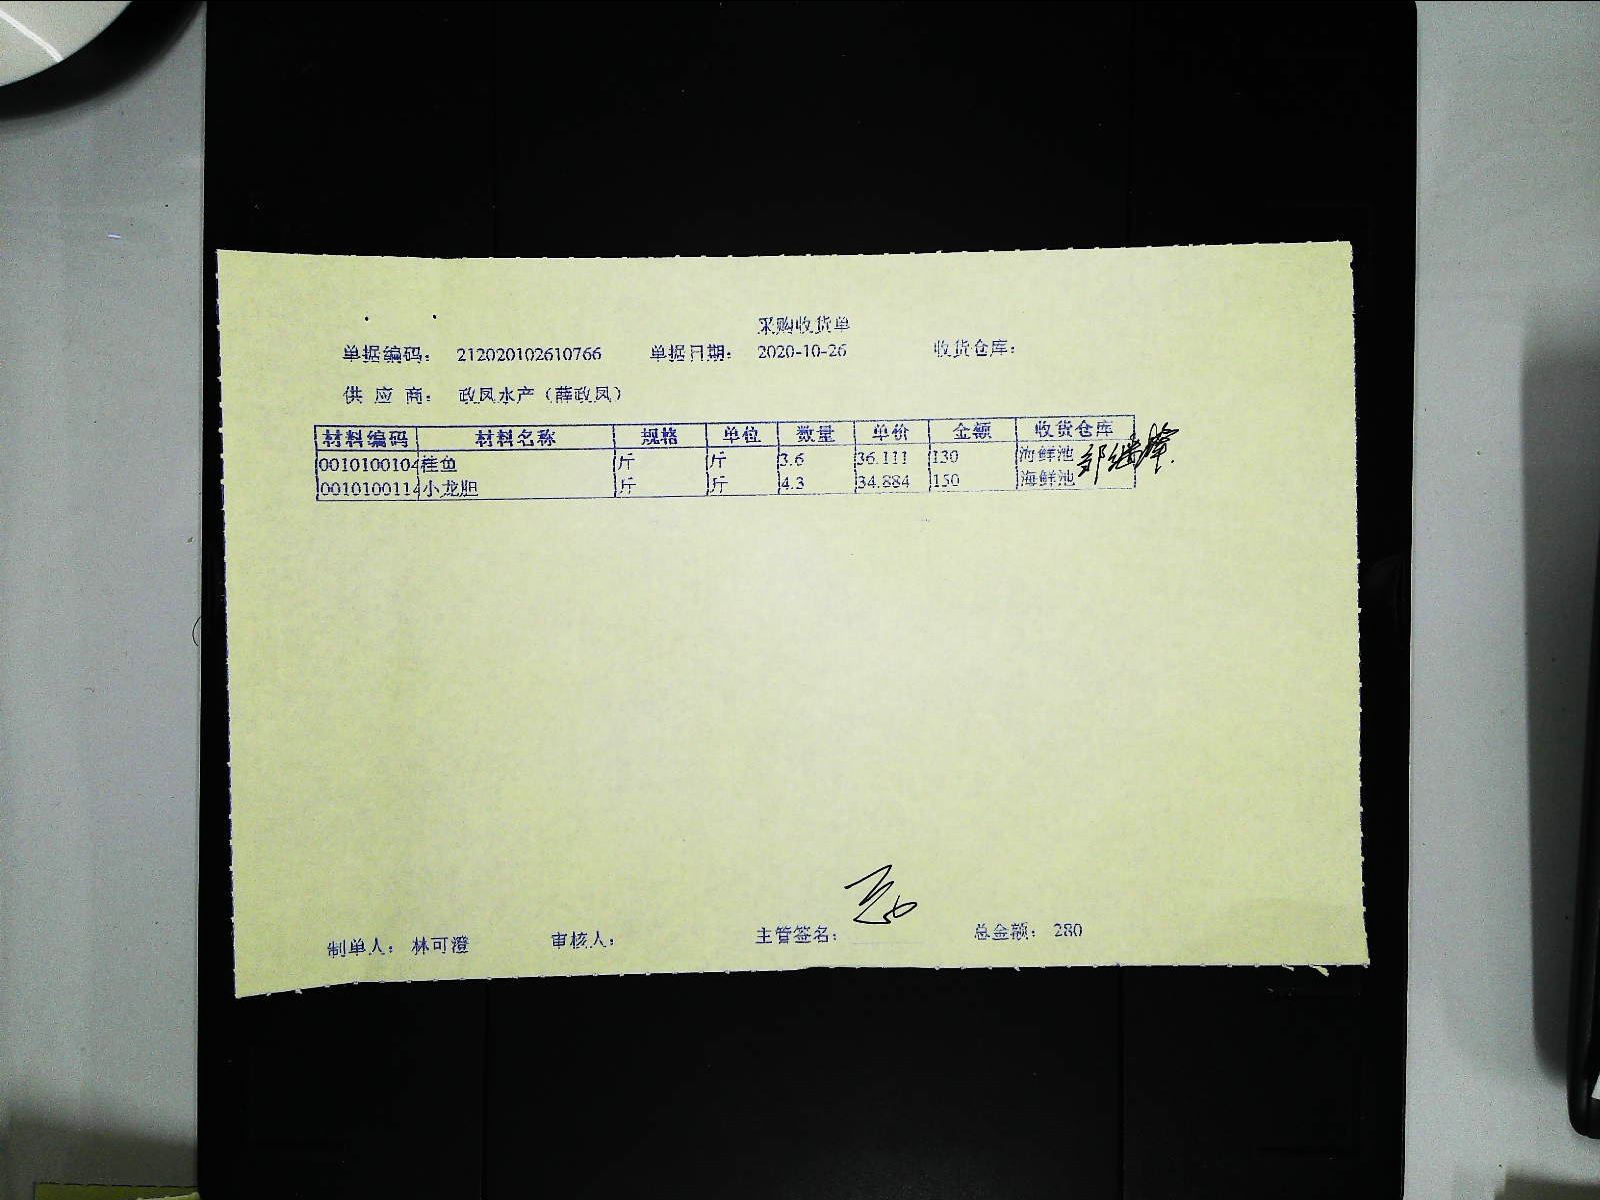 采购收货单
单据编码： 212020102610766 单据日期： 2020-10-26 收货仓库：
供 应 商： 政凤水产（薛政凤）
材料编码 材料名称 规格 单位 数量 单价 金额 收货仓库
0010100104 桂鱼 斤 斤 3.6 36.111 130 海鲜池
0010100114 小龙胆 斤 斤 4.3 34.884 150 海鲜池
制单人： 林可澄 审核人： 主管签名： 总金额： 280